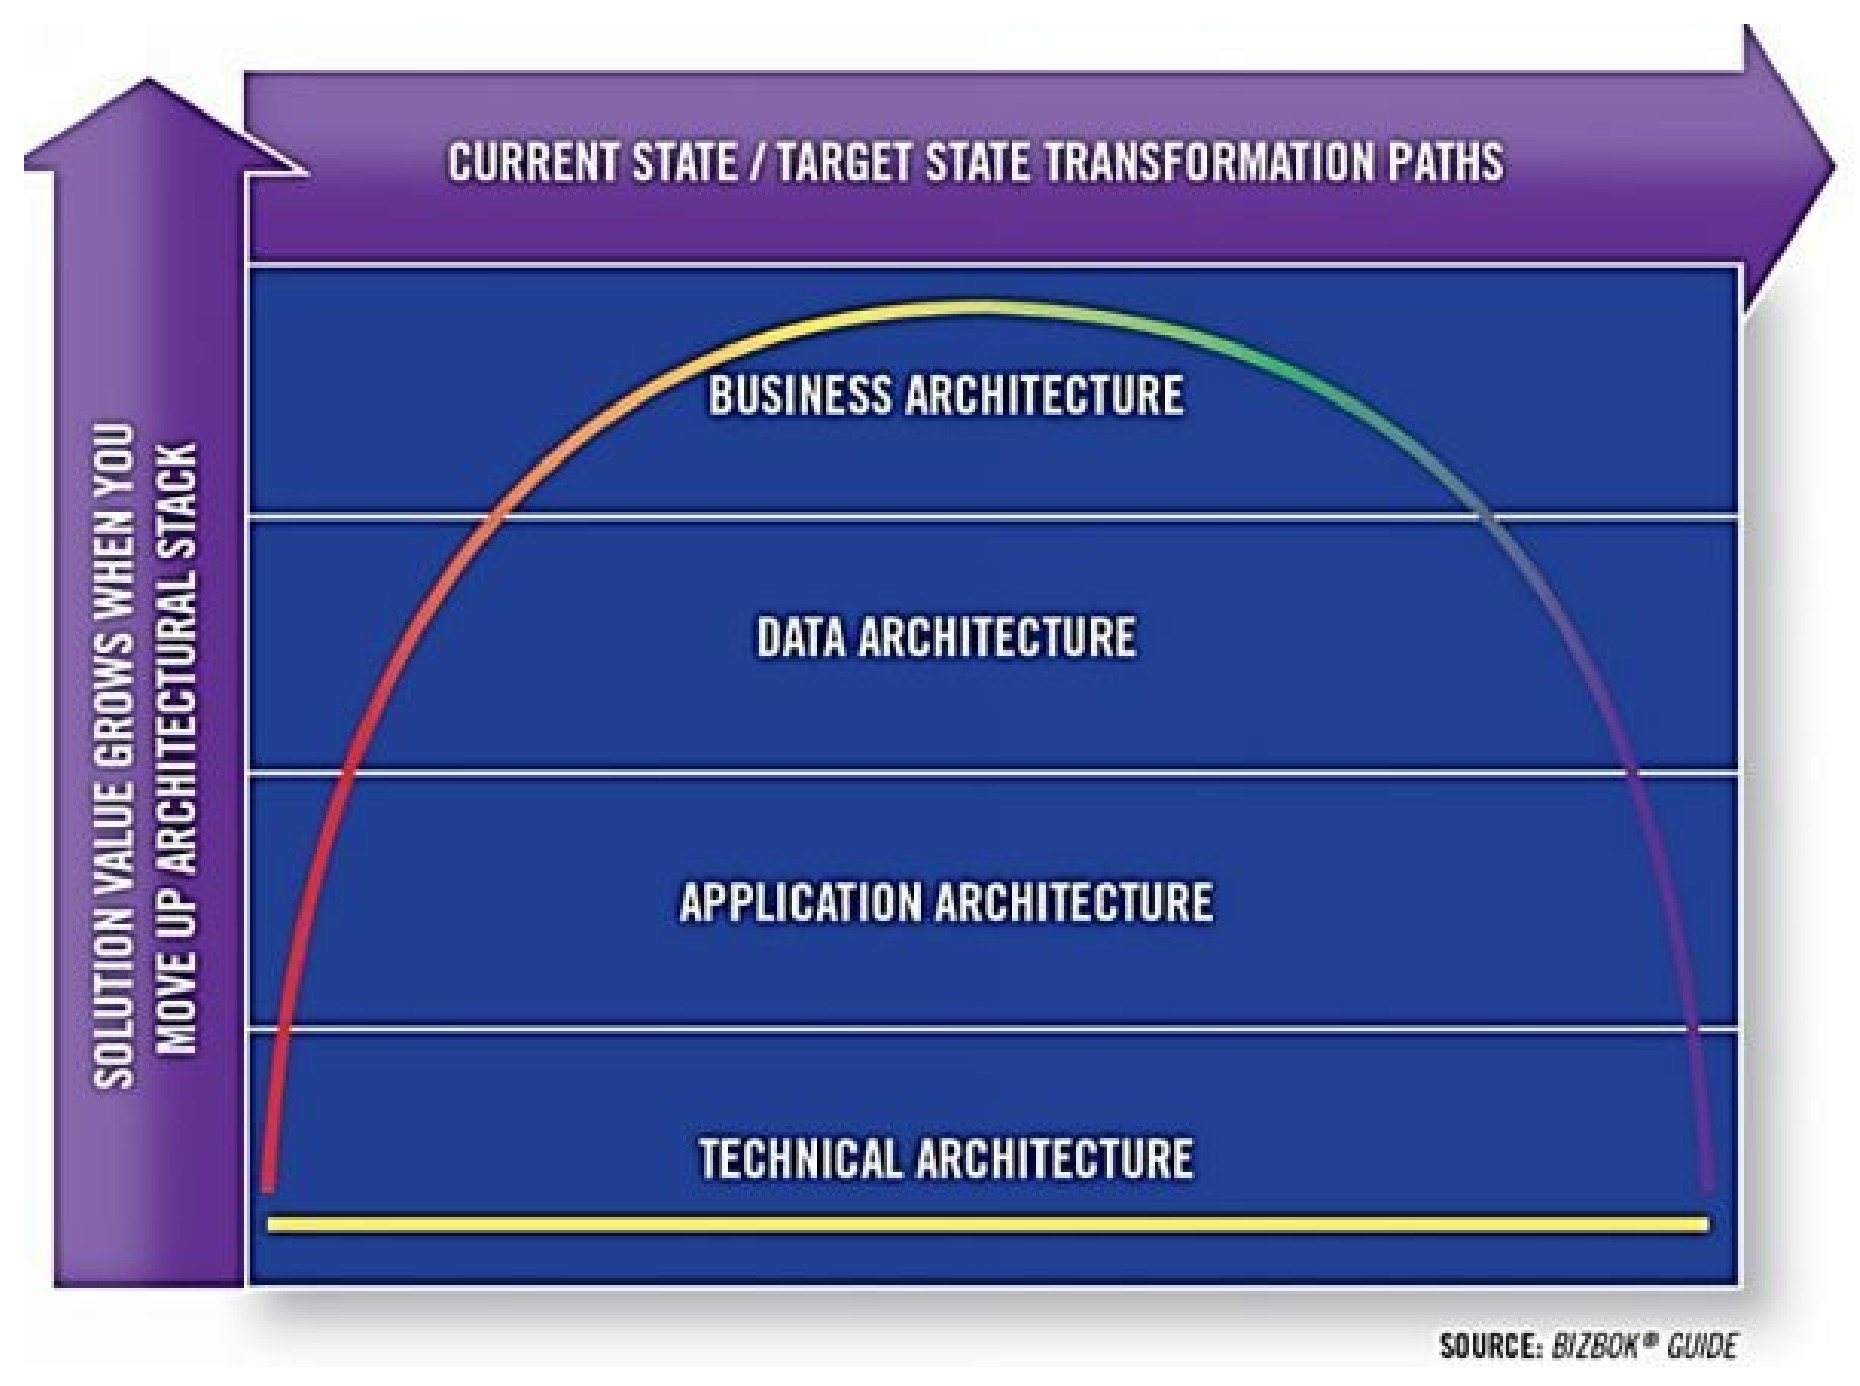 CURRENT STATE / TARGET STATE TRANSFORMATION PATHS
SOLUTION VALUE GROWS WHEN YOU
MOVE UP ARCHITECTURAL STACK
BUSINESS ARCHITECTURE
DATA ARCHITECTURE
APPLICATION ARCHITECTURE
TECHNICAL ARCHITECTURE
SOURCE: BIZBOK® GUIDE